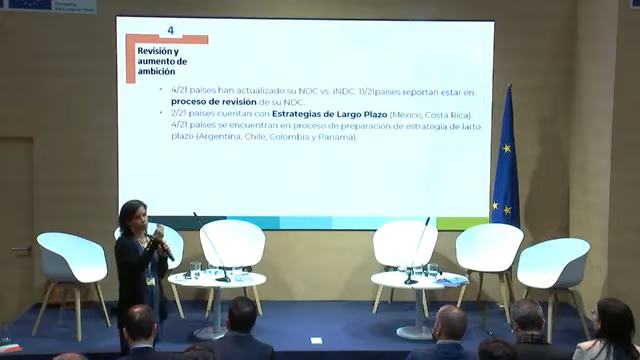 4
Revisión y
aumento de
ambición
• 4/21 países han actualizado su NDC vs. iNDC. 11/21países reportan estar en
proceso de revisión de su NDC.
• 2/21 países cuentan con Estrategias de Largo Plazo (México, Costa Rica).
4/21 países se encuentran en proceso de preparación de estrategia de larto
plazo (Argentina, Chile, Colombia y Panamá).